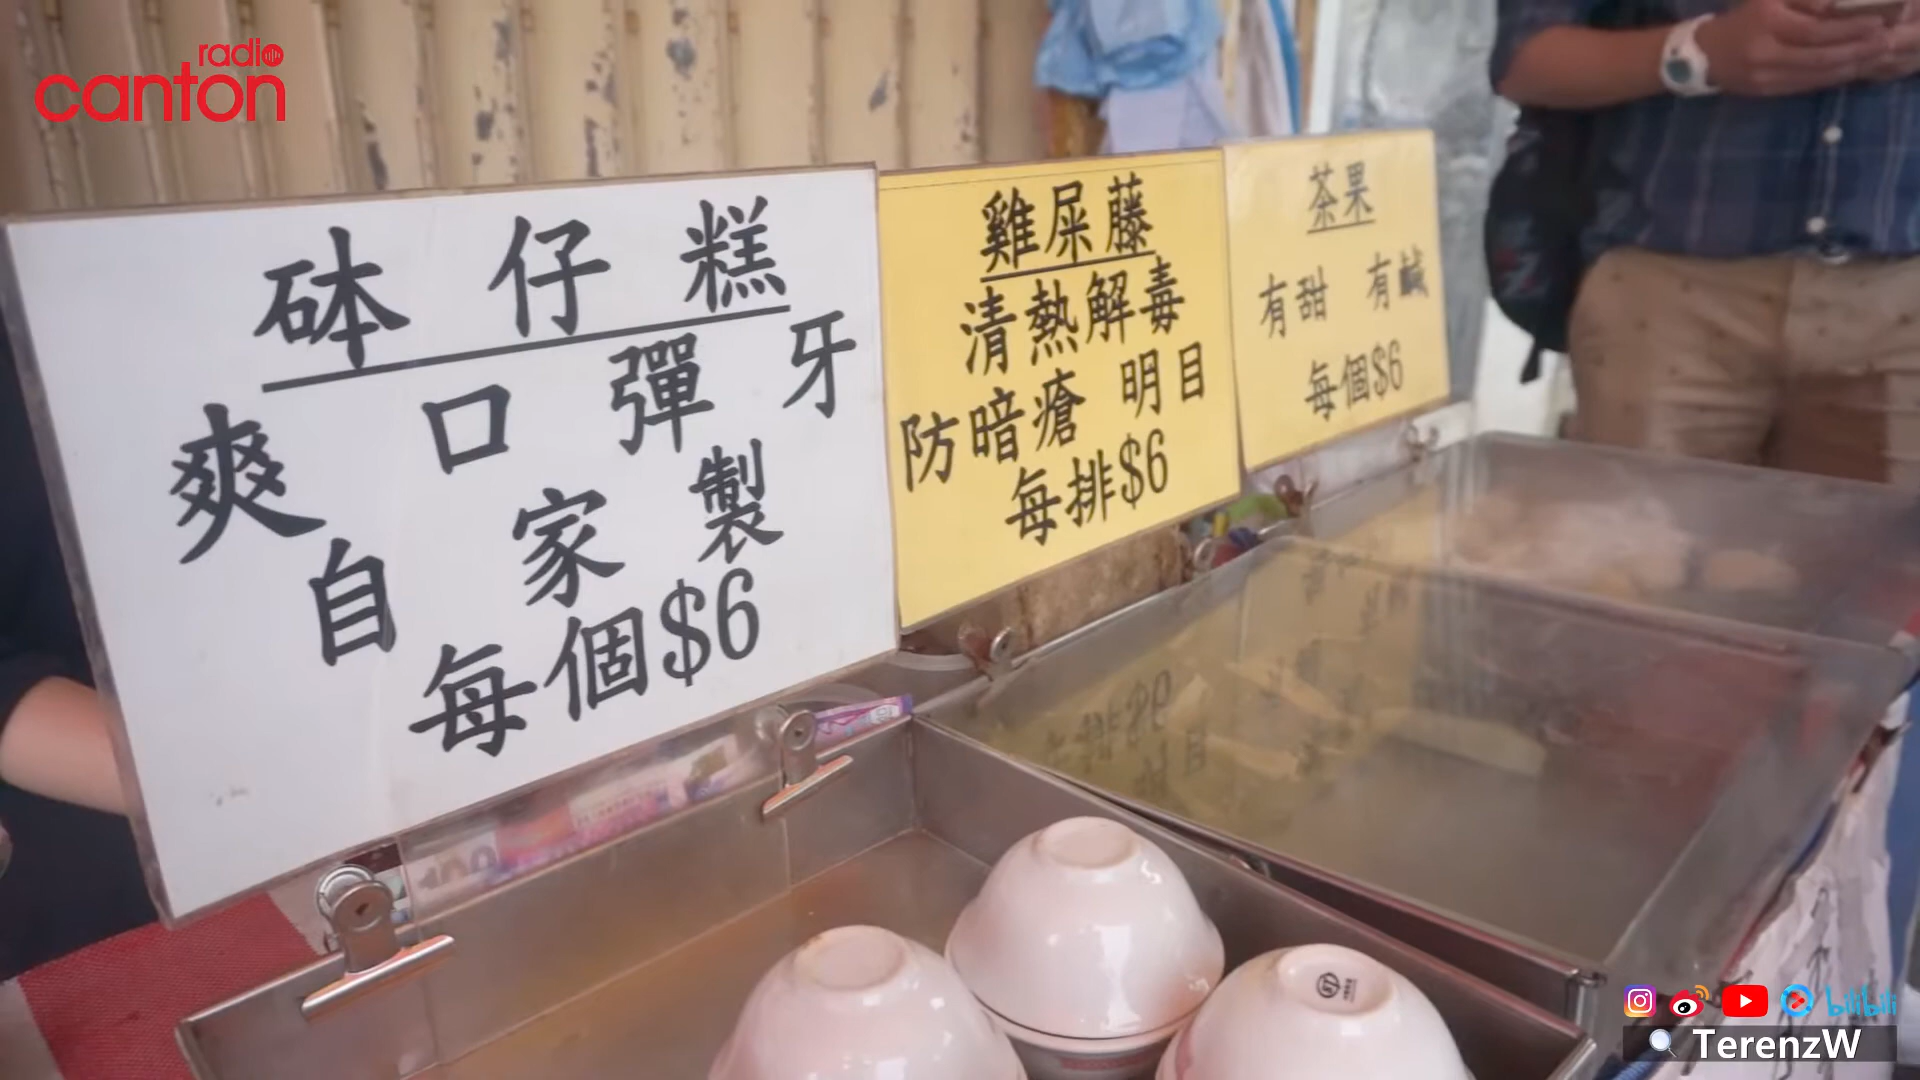 radio
canton
砵仔糕
爽口彈牙
自家製
每個$6
雞屎藤
清熱解毒
防暗瘡 明目
每排$6
茶果
有甜 有鹹
每個$6
100
bilibili
TerenzW